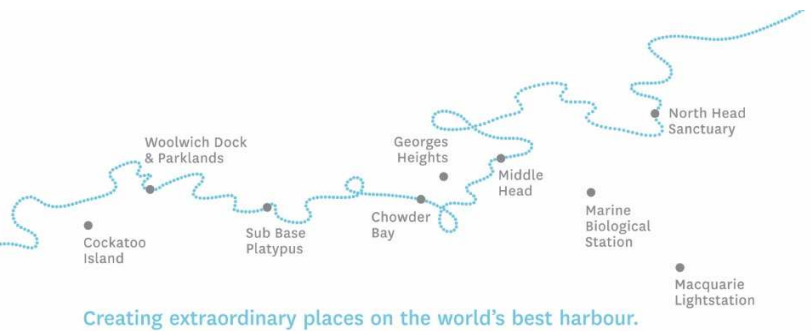 North Head
Sanctuary
Woolwich Dock
& Parklands
Georges
Heights
Middle
Head
Marine
Biological
Station
Chowder
Bay
Sub Base
Platypus
Cockatoo
Island
Macquarie
Lightstation
Creating extraordinary places on the world's best harbour.